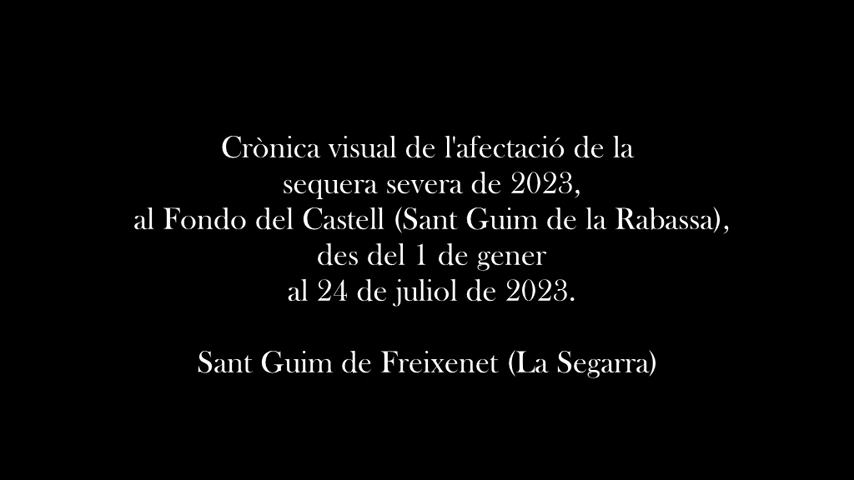 Crònica visual de l'afectació de la
sequera severa de 2023,
al Fondo del Castell (Sant Guim de la Rabassa),
des del 1 de gener
al 24 de juliol de 2023.
Sant Guim de Freixenet (La Segarra)